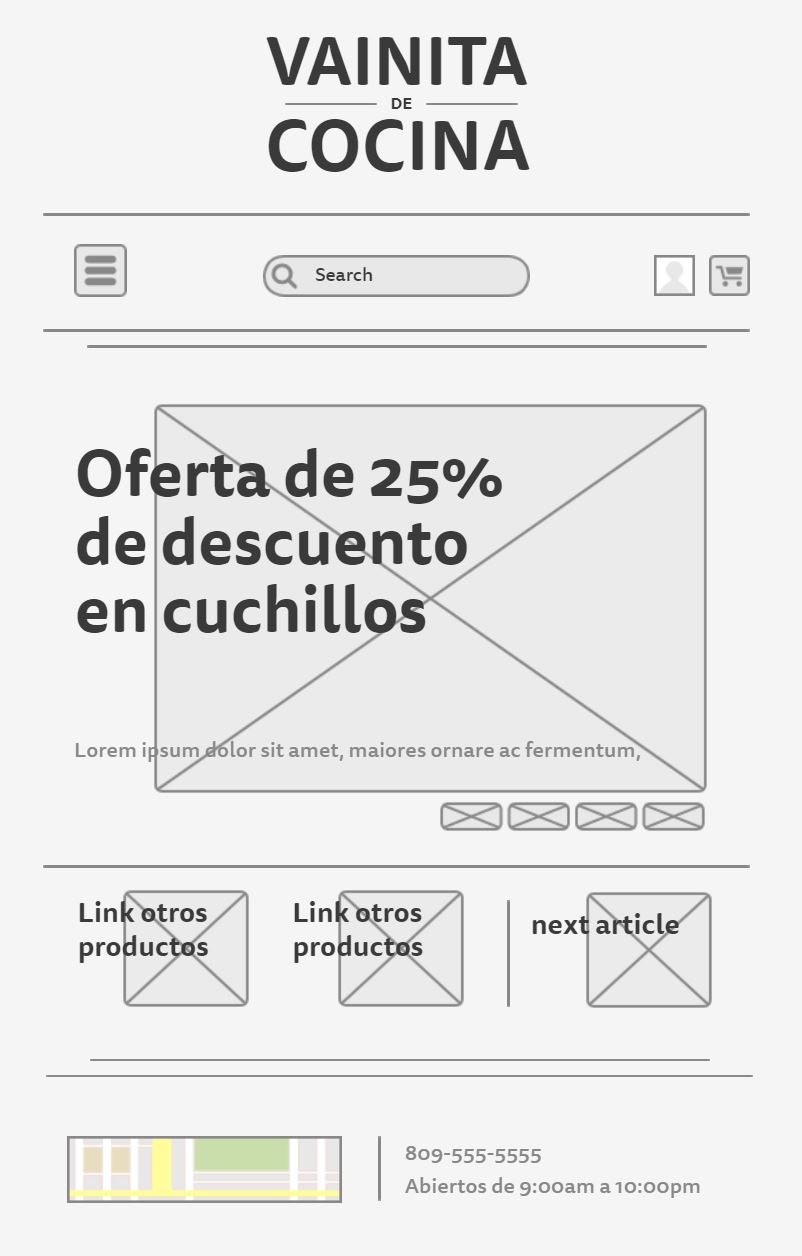 VAINITA
DE
COCINA
Search
Oferta de 25%
de descuento
en cuchillos
Lorem ipsum dolor sit amet, maiores ornare ac fermentum,
Link otros
productos
Link otros
productos
next article
809-555-5555
Abiertos de 9:00am a 10:00pm